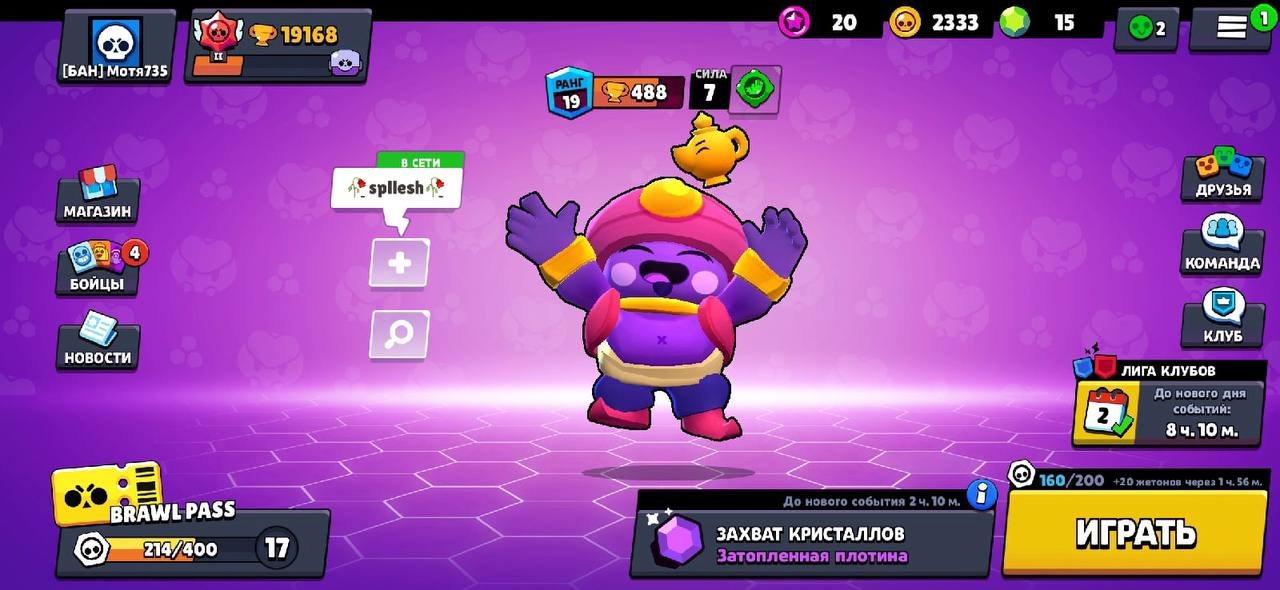 [БАН] Мотя735
II
19168
20
2333
15
2
1
РАНГ
19
488
СИЛА
7
В СЕТИ
🥀spllesh🥀
МАГАЗИН
4
БОЙЦЫ
НОВОСТИ
ДРУЗЬЯ
КОМАНДА
КЛУБ
ЛИГА КЛУБОВ
2
До нового дня
событий:
8 ч. 10 м.
BRAWL PASS
214/400
17
До нового события 2 ч. 10 м.
i
ЗАХВАТ КРИСТАЛЛОВ
Затопленная плотина
160/200
+20 жетонов через 1 ч. 56 м.
ИГРАТЬ